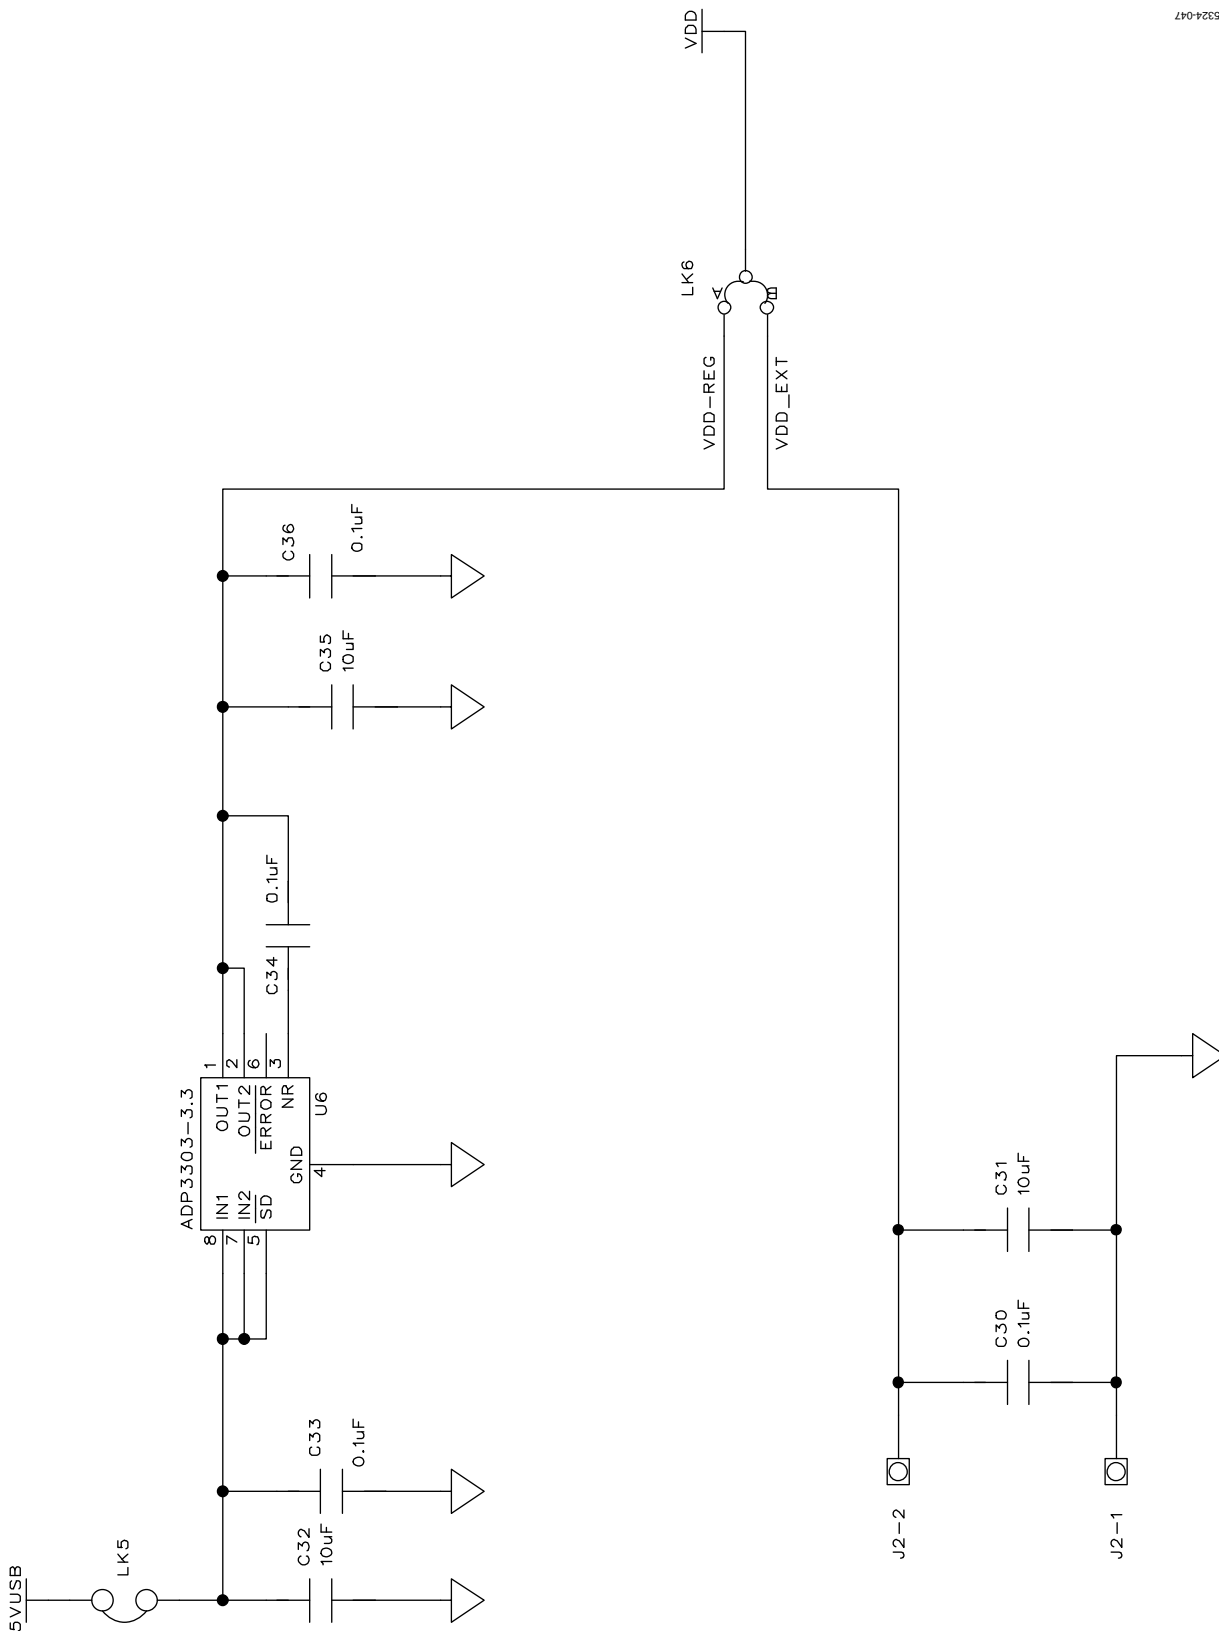 5VUSB
LK5
C32
10uF
C33
0.1uF
ADP3303-3.3
8
7
5
IN1
IN2
SD
GND
4
OUT1
OUT2
ERROR
NR
1
2
6
3
U6
C34
0.1uF
C35
10uF
C36
0.1uF
VDD-REG
VDD_EXT
LK6
A
B
VDD
J2-2
J2-1
C30
0.1uF
C31
10uF